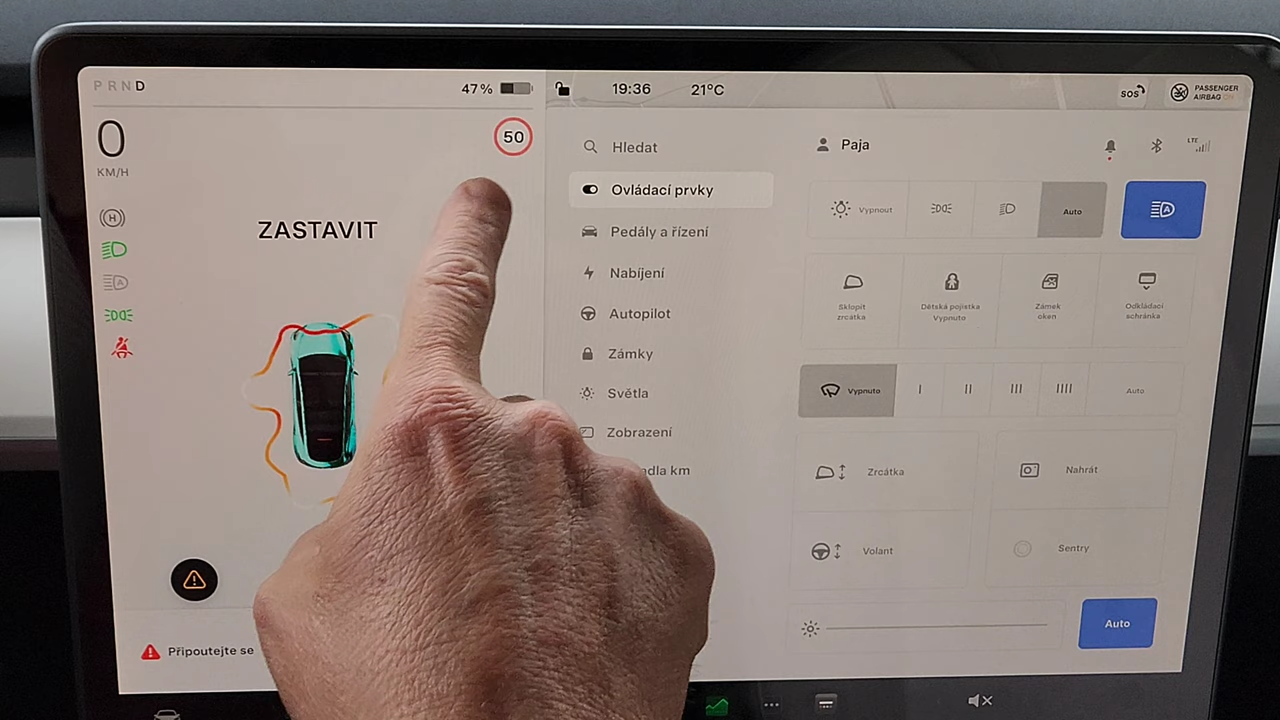 P R N D
47 %
19:36
21°C
SOS
PASSENGER
AIRBAG
0
KM/H
50
ZASTAVIT
Připoutejte se
Hledat
Ovládací prvky
Pedály a řízení
Nabíjení
Autopilot
Zámky
Světla
Zobrazení
km
Paja
LTE
Vypnout
Auto
A
Sklopit
zrcátka
Dětská pojistka
Vypnuto
Zámek
oken
Odkládací
schránka
Vypnuto
I
II
III
IIII
Auto
Zrcátka
Nahrát
Volant
Sentry
Auto